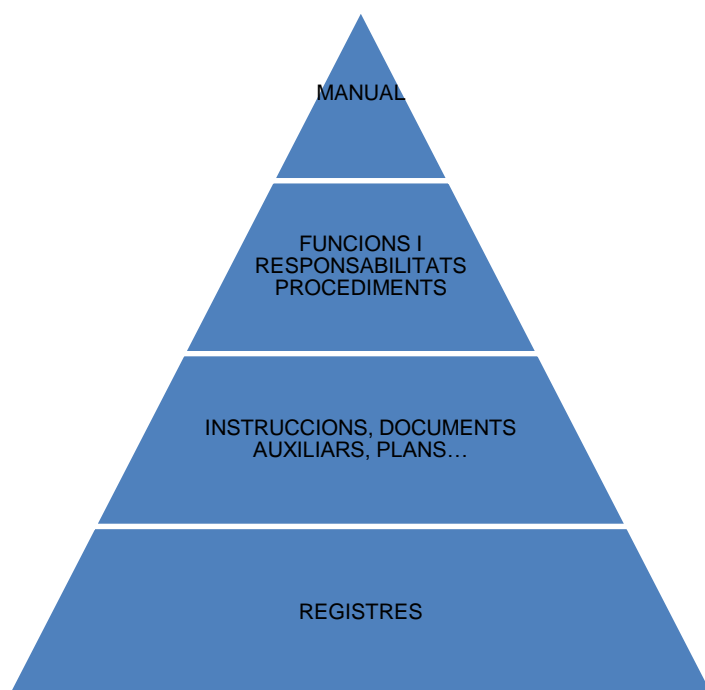 MANUAL
FUNCIONS I
RESPONSABILITATS
PROCEDIMENTS
INSTRUCCIONS, DOCUMENTS
AUXILIARS, PLANS…
REGISTRES